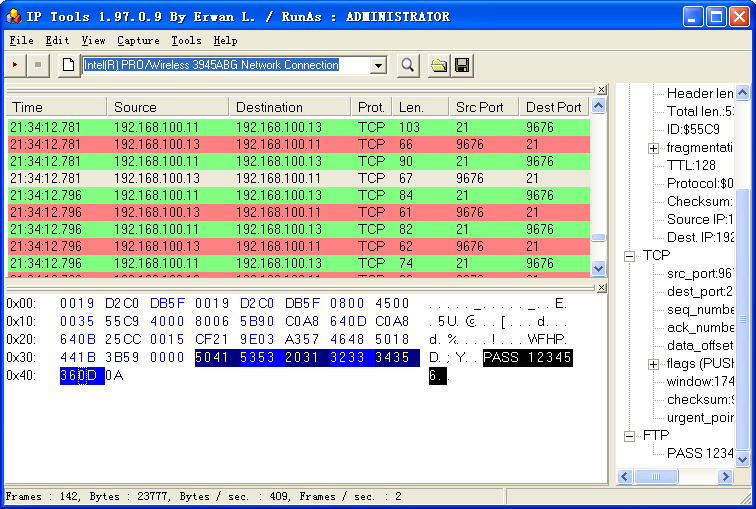 IP Tools 1.97.0.9 By Erwan L. / RunAs : ADMINISTRATOR
File Edit View Capture Tools Help
Intel(R) PRO/Wireless 3945ABG Network Connection
Time Source Destination Prot. Len. Src Port Dest Port
21:34:12.781 192.168.100.11 192.168.100.13 TCP 103 21 9676
21:34:12.781 192.168.100.13 192.168.100.11 TCP 66 9676 21
21:34:12.781 192.168.100.11 192.168.100.13 TCP 90 21 9676
21:34:12.781 192.168.100.13 192.168.100.11 TCP 67 9676 21
21:34:12.796 192.168.100.11 192.168.100.13 TCP 84 21 9676
21:34:12.796 192.168.100.13 192.168.100.11 TCP 61 9676 21
21:34:12.796 192.168.100.11 192.168.100.13 TCP 82 21 9676
21:34:12.796 192.168.100.13 192.168.100.11 TCP 62 9676 21
21:34:12.796 192.168.100.11 192.168.100.13 TCP 74 21 9676
0x00: 0019 D2C0 DB5F 0019 D2C0 DB5F 0800 4500 ....._....._..E.
0x10: 0035 55C9 4000 8006 5B90 C0A8 640D C0A8 .5U.@...[...d...
0x20: 640B 25CC 0015 CF21 9E03 A357 4648 5018 d.%....!...WFHP.
0x30: 441B 3B59 0000 5041 5353 2031 3233 3435 D.;Y..PASS 12345
0x40: 360D 0A 6..
Header len
Total len.:53
ID:$55C9
fragmentati
TTL:128
Protocol:$0
Checksum:
Source IP:1
Dest. IP:192
TCP
src_port:967
dest_port:2
seq_numbe
ack_numbe
data_offset
flags (PUSH
window:174
checksum:9
urgent_poin
FTP
PASS 1234
Frames : 142, Bytes : 23777, Bytes / sec. : 409, Frames / sec. : 2